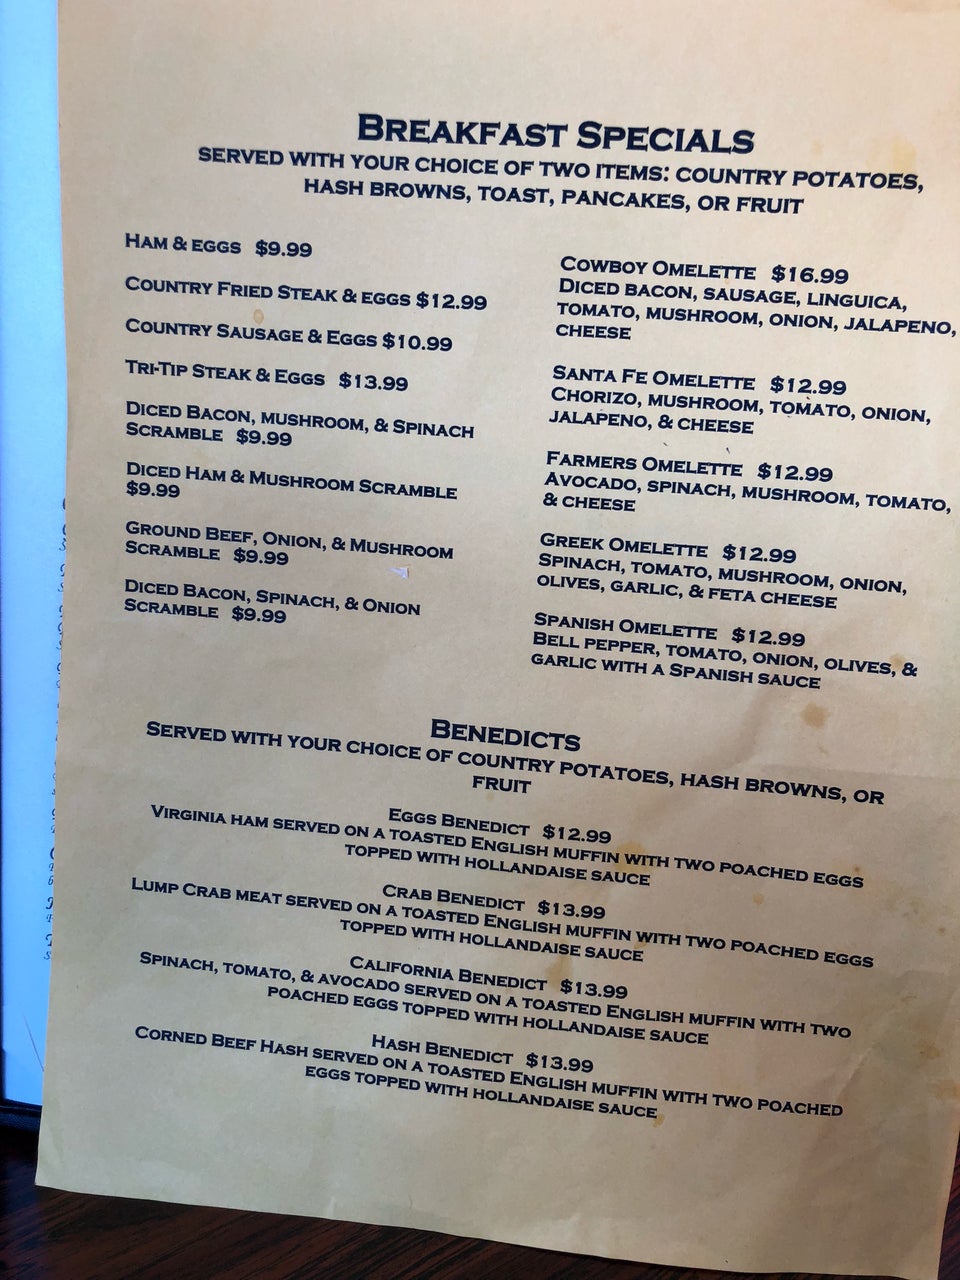 Breakfast Specials
served with your choice of two items: country potatoes,
hash browns, toast, pancakes, or fruit
Ham & eggs $9.99
Country Fried Steak & eggs $12.99
Country Sausage & Eggs $10.99
Tri-Tip Steak & Eggs $13.99
Diced Bacon, mushroom, & Spinach
Scramble $9.99
Diced Ham & Mushroom Scramble
$9.99
Ground Beef, Onion, & Mushroom
Scramble $9.99
Diced Bacon, Spinach, & Onion
Scramble $9.99
Cowboy Omelette $16.99
Diced bacon, sausage, linguica,
tomato, mushroom, onion, jalapeno,
cheese
Santa Fe Omelette $12.99
Chorizo, mushroom, tomato, onion,
jalapeno, & cheese
Farmers Omelette $12.99
Avocado, spinach, mushroom, tomato,
& cheese
Greek Omelette $12.99
Spinach, tomato, mushroom, onion,
olives, garlic, & feta cheese
Spanish Omelette $12.99
Bell pepper, tomato, onion, olives, &
garlic with a Spanish sauce
Benedicts
Served with your choice of country potatoes, hash browns, or
fruit
Eggs Benedict $12.99
Virginia ham served on a toasted English muffin with two poached eggs
topped with hollandaise sauce
Crab Benedict $13.99
Lump Crab meat served on a toasted English muffin with two poached eggs
topped with hollandaise sauce
California Benedict $13.99
Spinach, tomato, & avocado served on a toasted English muffin with two
poached eggs topped with hollandaise sauce
Hash Benedict $13.99
Corned Beef Hash served on a toasted English muffin with two poached
eggs topped with hollandaise sauce